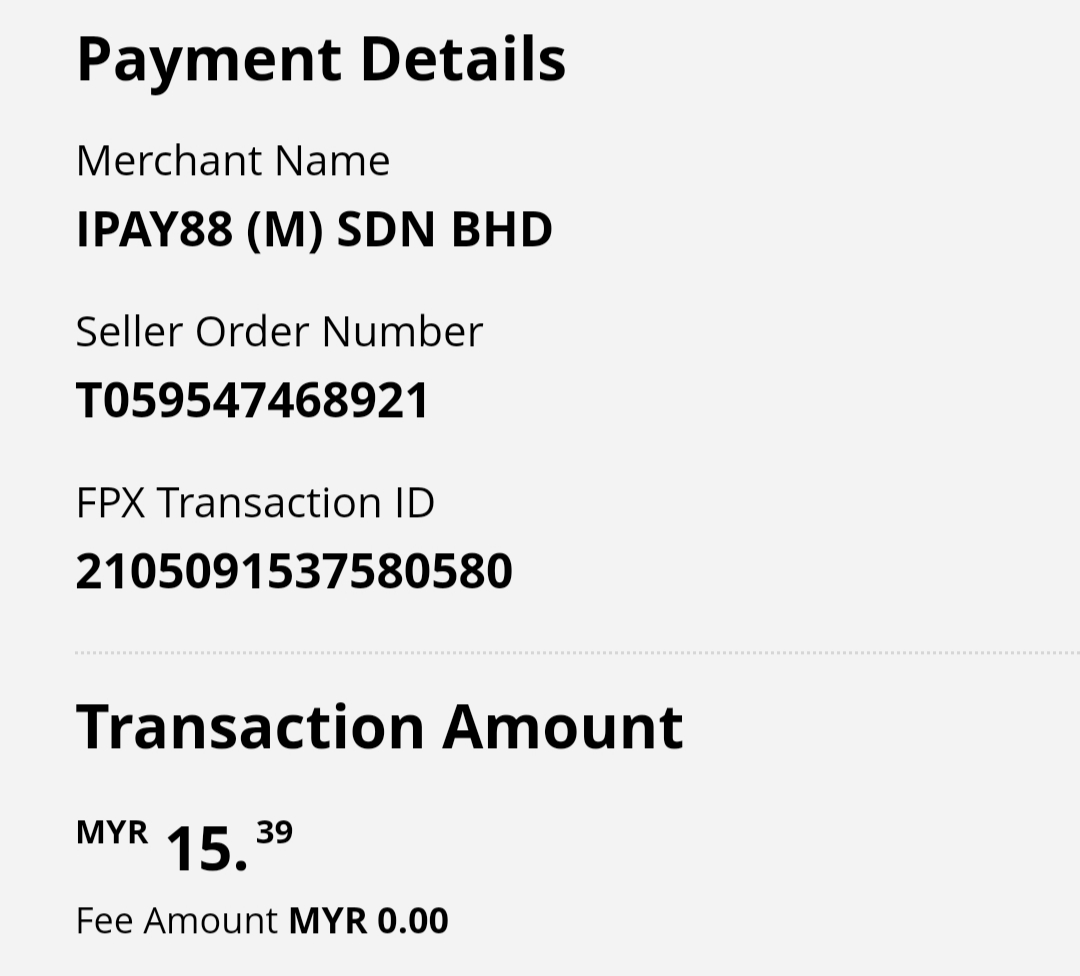 Payment Details
Merchant Name
IPAY88 (M) SDN BHD
Seller Order Number
T059547468921
FPX Transaction ID
2105091537580580
Transaction Amount
MYR 15.39
Fee Amount MYR 0.00